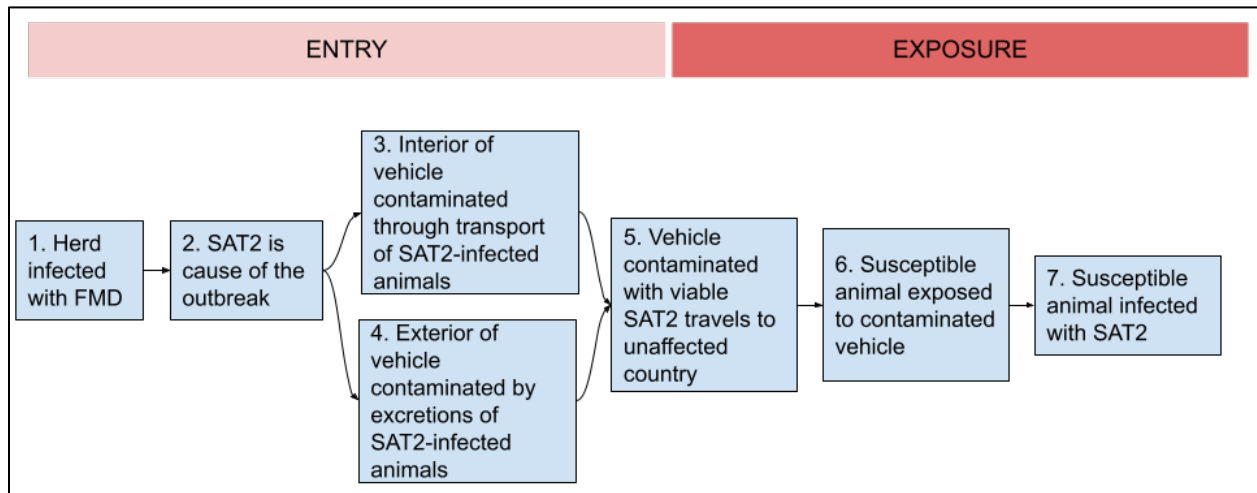 ENTRY
EXPOSURE
1. Herd
infected
with FMD
2. SAT2 is
cause of the
outbreak
3. Interior of
vehicle
contaminated
through transport
of SAT2-infected
animals
4. Exterior of
vehicle
contaminated by
excretions of
SAT2-infected
animals
5. Vehicle
contaminated
with viable
SAT2 travels to
unaffected
country
6. Susceptible
animal exposed
to contaminated
vehicle
7. Susceptible
animal infected
with SAT2